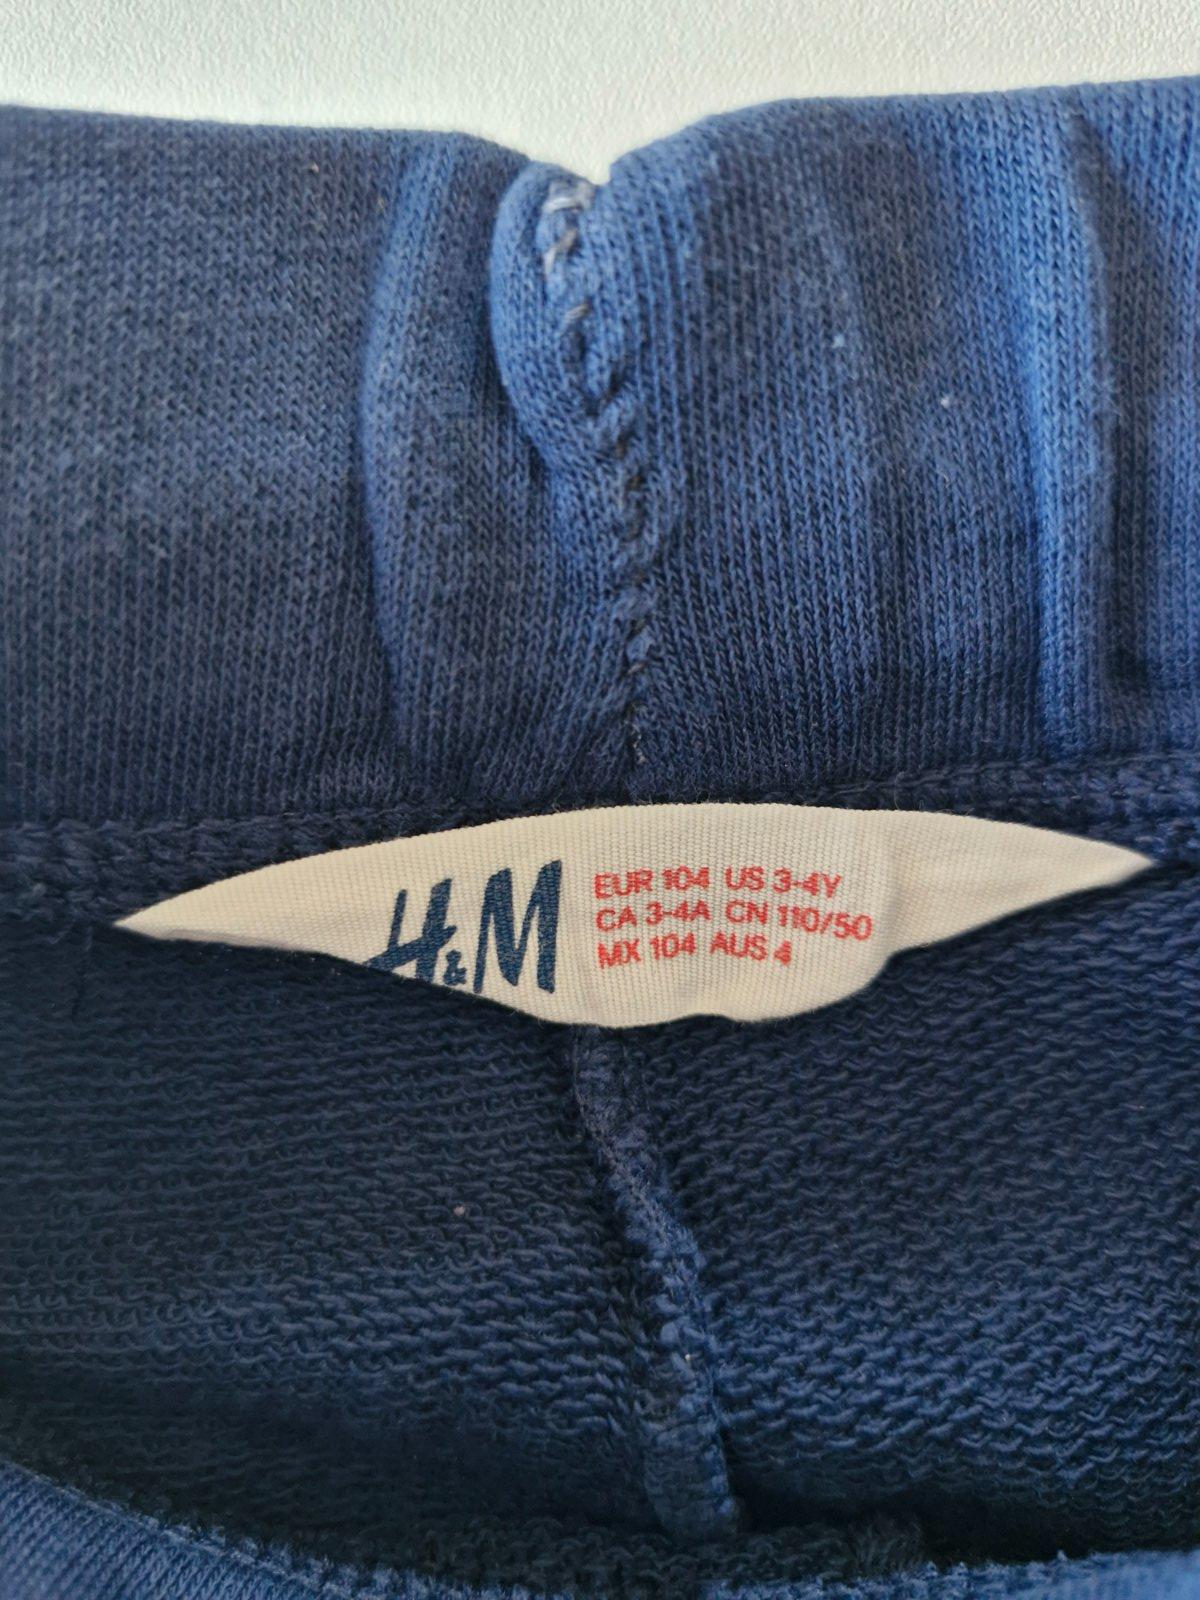 H&M
EUR 104 US 3-4Y
CA 3-4A CN 110/50
MX 104 AUS 4